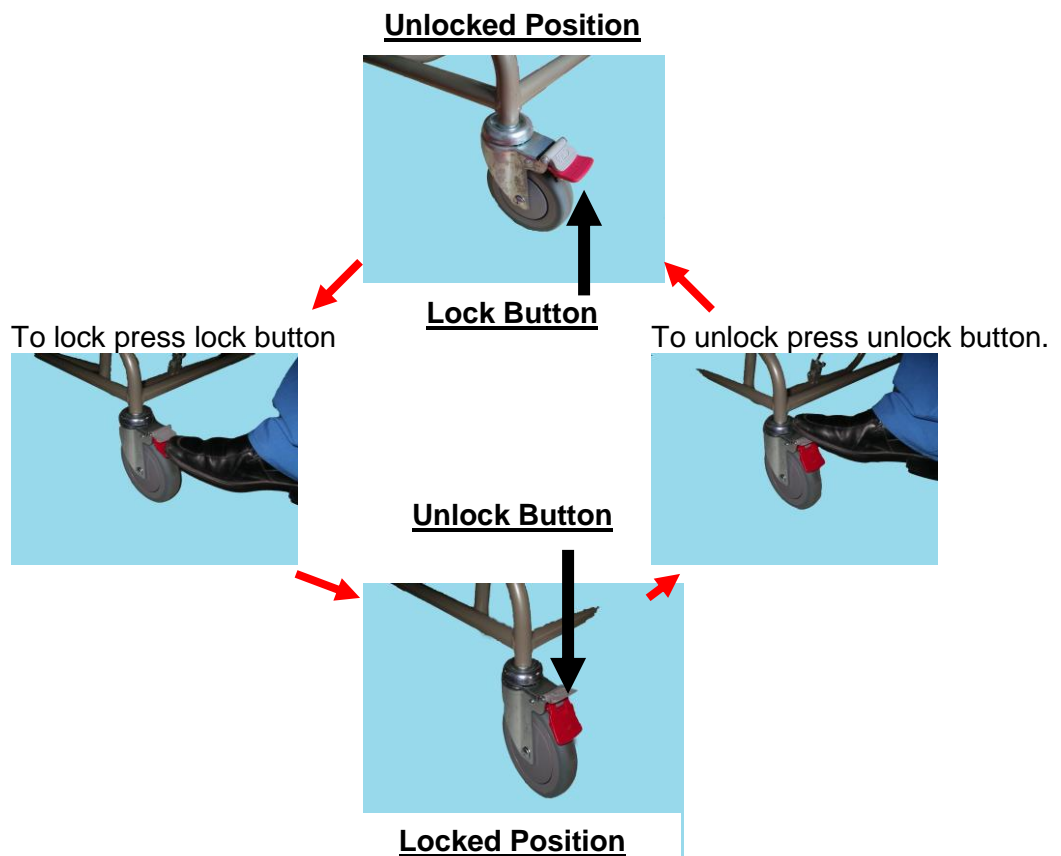 Unlocked Position
Lock Button
To lock press lock button
To unlock press unlock button.
Unlock Button
Locked Position